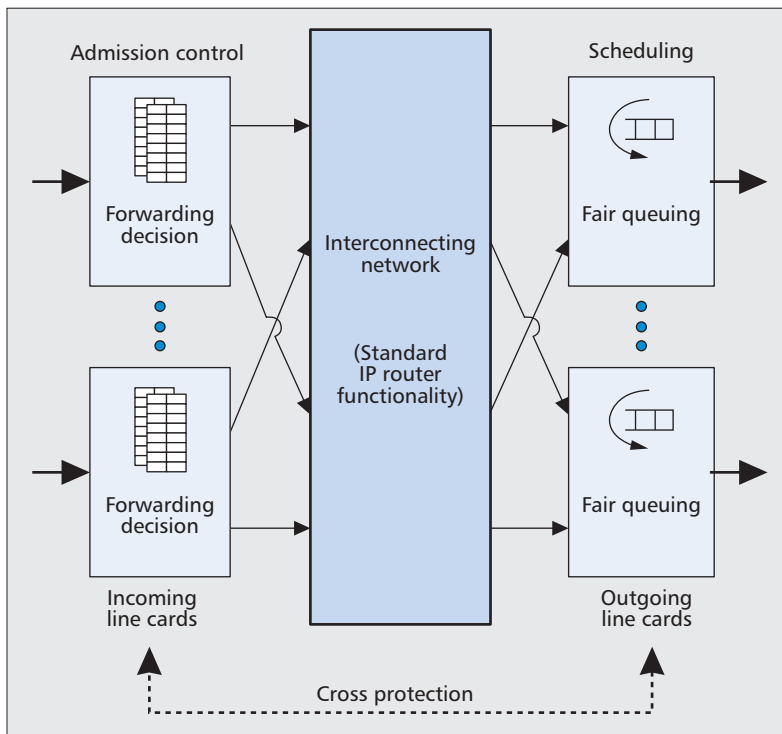 Admission control
Scheduling
Forwarding
decision
Interconnecting
network
(Standard
IP router
functionality)
Fair queuing
Forwarding
decision
Fair queuing
Incoming
line cards
Outgoing
line cards
Cross protection